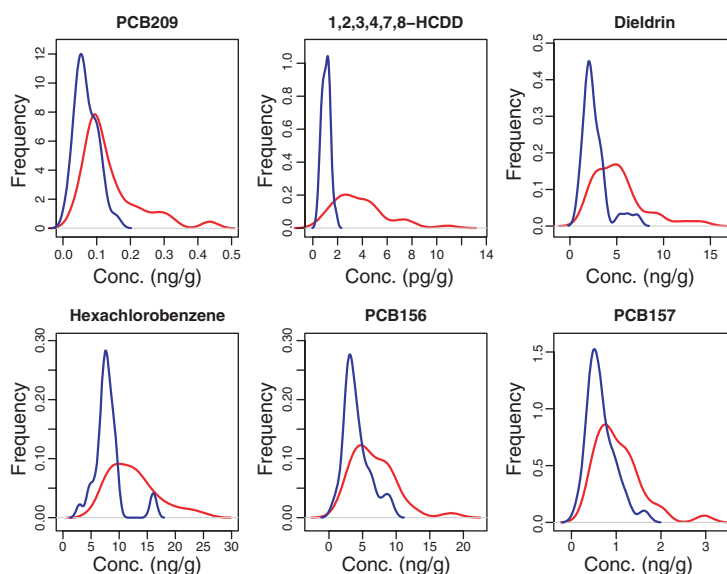 PCB209
1,2,3,4,7,8−HCDD
Dieldrin
Frequency
0 2 4 6 8 10 12
0.0 0.1 0.2 0.3 0.4 0.5
Conc. (ng/g)
Frequency
0.0 0.2 0.4 0.6 0.8 1.0
0 2 4 6 8 10 14
Conc. (pg/g)
Frequency
0.0 0.1 0.2 0.3 0.4 0.5
0 5 10 15
Conc. (ng/g)
Hexachlorobenzene
PCB156
PCB157
Frequency
0.00 0.10 0.20 0.30
0 5 10 15 20 25 30
Conc. (ng/g)
Frequency
0.00 0.10 0.20 0.30
0 5 10 15 20
Conc. (ng/g)
Frequency
0.0 0.5 1.0 1.5
0 1 2 3
Conc. (ng/g)